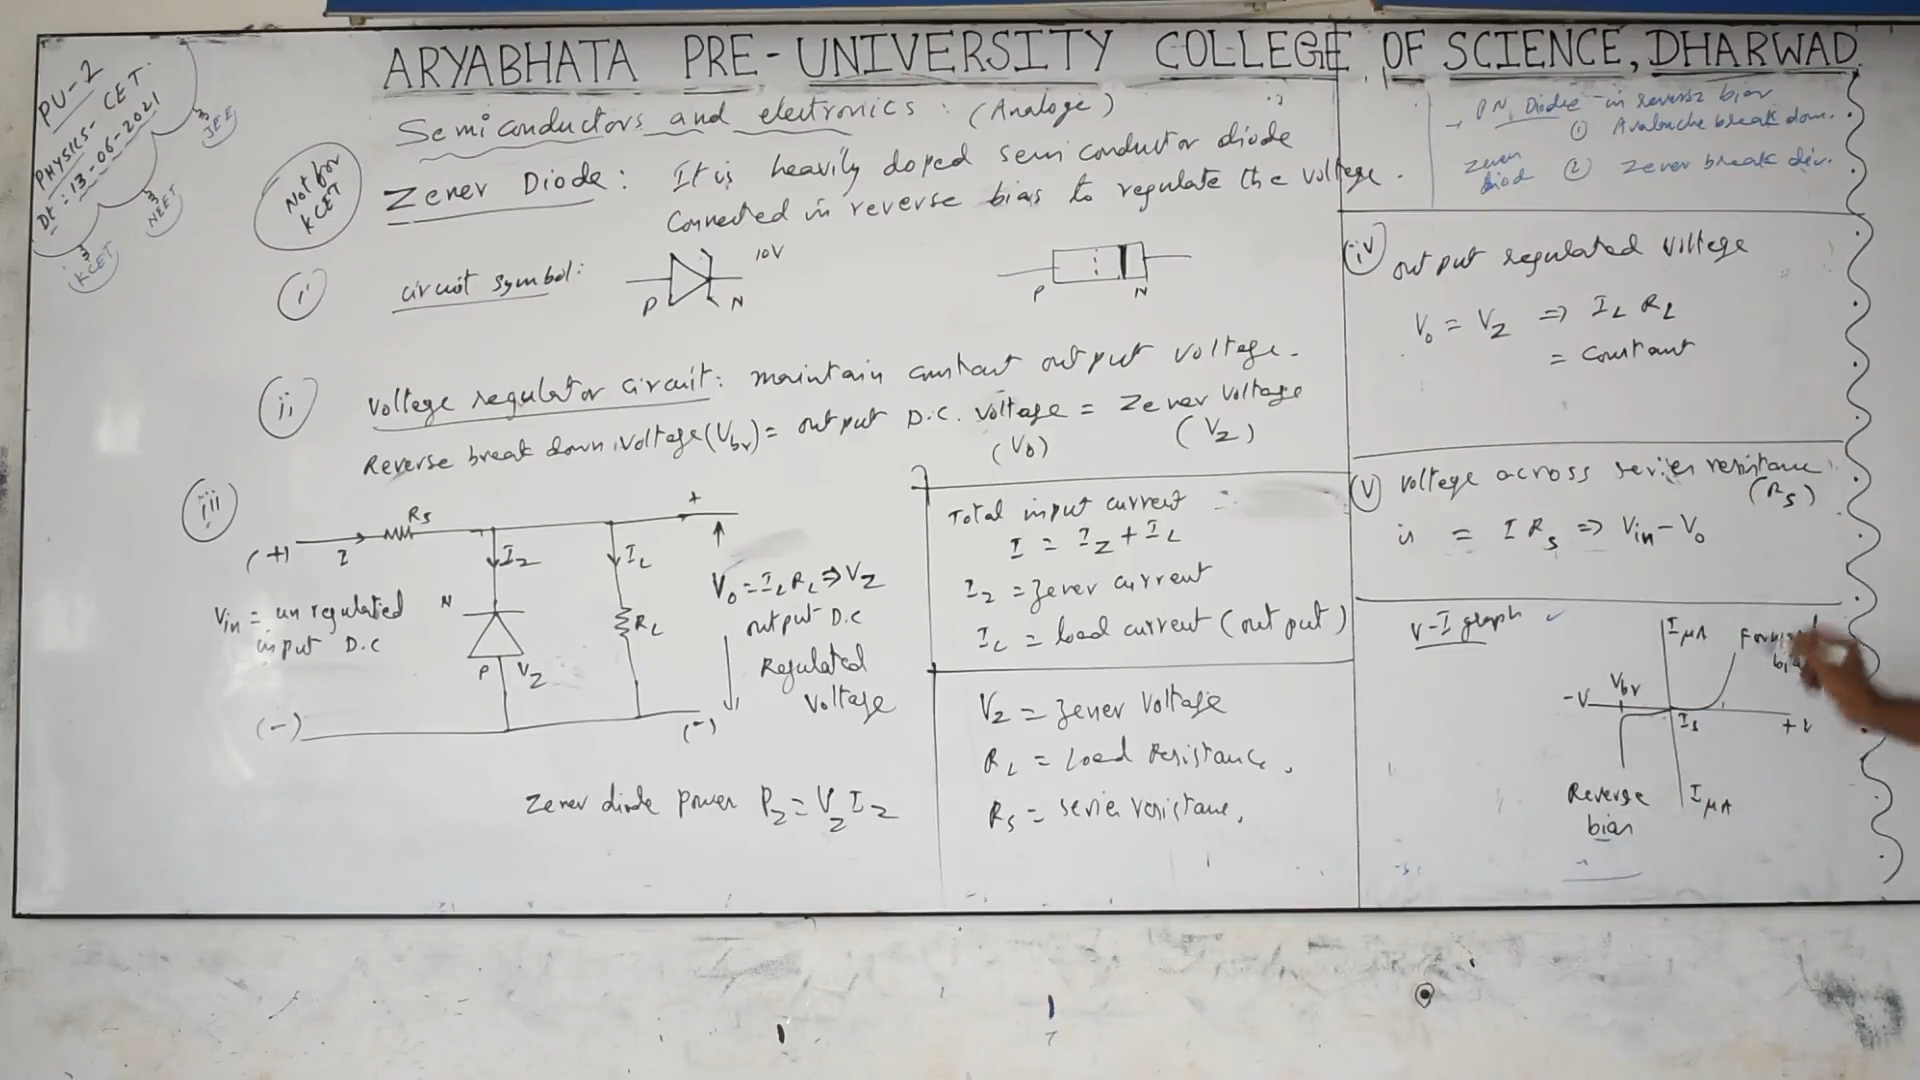 ARYABHATA PRE-UNIVERSITY COLLEGE OF SCIENCE, DHARWAD
PU-2
PHYSICS-CET.
Dt: 13-06-2021
JEE
NEET
KCET
Semiconductors and electronics: (Analoge)
Not for
KCET
Zener Diode: It is heavily doped semi conductor diode
Connected in reverse bias to regulate the voltage.
i
circuit symbol:
P N 10V
P N
ii
Voltage regulator circuit: maintain constant output voltage.
Reverse break down voltage (Vbr) = output D.C. voltage = Zener voltage
(V0) (VZ)
iii
(+) I RS +
IZ IL
Vin = un regulated
input D.C
N
P VZ
RL
V0 = IL RL ⇒ VZ
output D.C
Regulated
Voltage
(-) (-)
Zener diode power PZ = VZ IZ
Total input current =
I = IZ + IL
IZ = Zener current
IL = load current (output)
VZ = Zener Voltage
RL = Load Resistance,
RS = series resistance,
→ PN Diode - in reverse bias
① Avalanche break down.
Zener
diod ② Zener break dev.
iv
output regulated voltage
V0 = VZ ⇒ IL RL
= Constant
V Voltage across series resistance
(RS)
is = I RS ⇒ Vin - V0
V-I graph
I μA
-V Vbr
IS
Reverse
bias
I μA